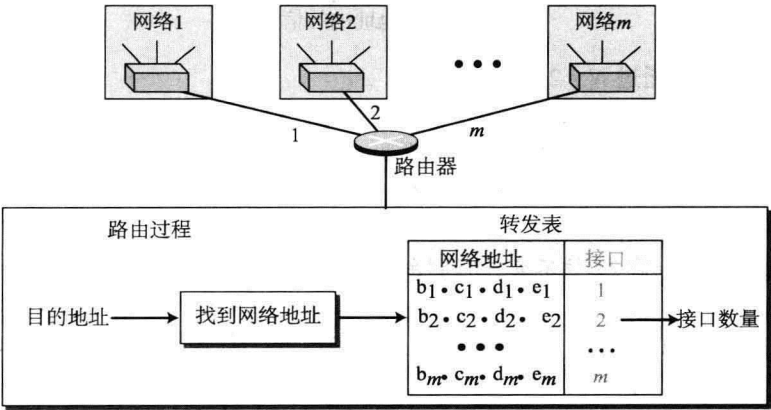 网络1 网络2 网络m
• • •
1 2 m
路由器
路由过程 转发表
网络地址 接口
b1 • c1 • d1 • e1 1
目的地址 找到网络地址 b2 • c2 • d2 • e2 2 接口数量
• • • • • •
bm • cm • dm • em m